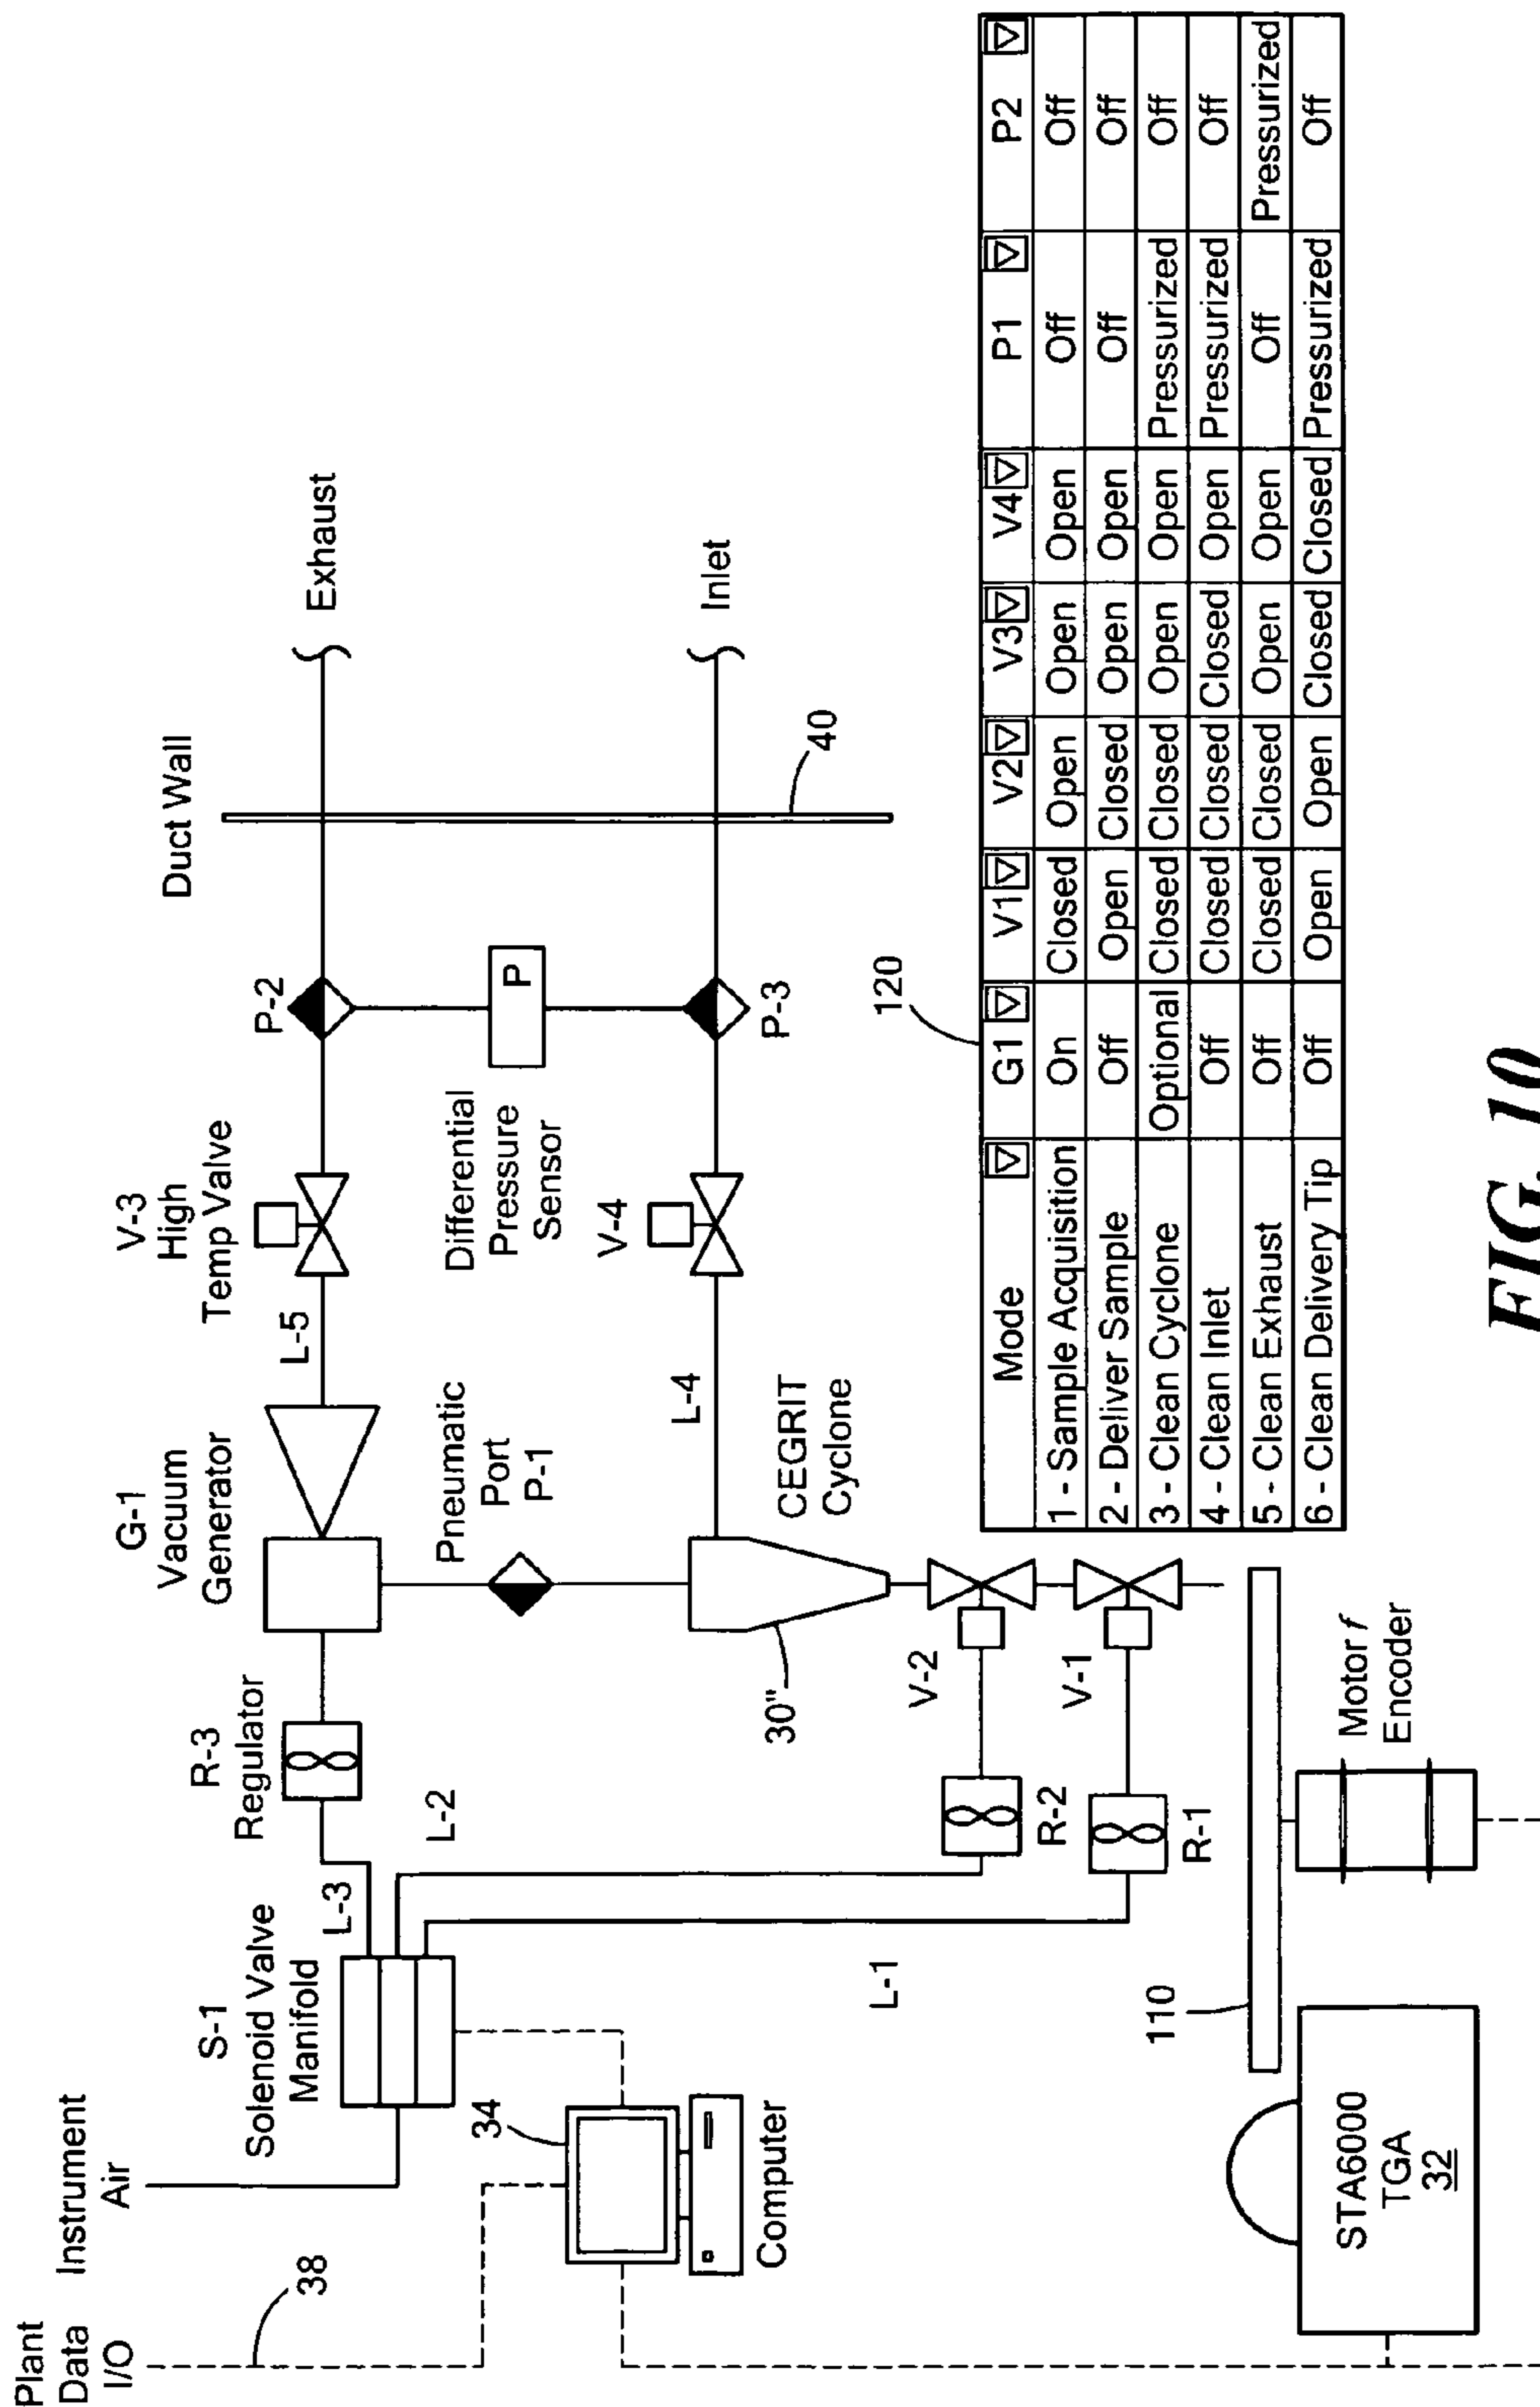 Plant
Data
I/O
Instrument
Air
38
S-1
Solenoid Valve
Manifold
L-3
R-3
Regulator
L-2
G-1
Vacuum
Generator
L-5
V-3
High
Temp Valve
P-2
Duct Wall
Exhaust
34
Computer
Pneumatic
Port
P-1
Differential
Pressure
Sensor
P
L-4
V-4
P-3
Inlet
40
CEGRIT
Cyclone
30"
L-1
V-2
R-2
V-1
R-1
110
STA6000
TGA
32
Motor f
Encoder
120
Mode G1 V1 V2 V3 V4 P1 P2
1 - Sample Acquisition On Closed Open Open Open Off Off
2 - Deliver Sample Off Open Closed Open Open Off Off
3 - Clean Cyclone Optional Closed Closed Open Open Pressurized Off
4 - Clean Inlet Off Closed Closed Closed Open Pressurized Off
5 - Clean Exhaust Off Closed Closed Open Open Off Pressurized
6 - Clean Delivery Tip Off Open Open Closed Closed Pressurized Off
FIG. 10